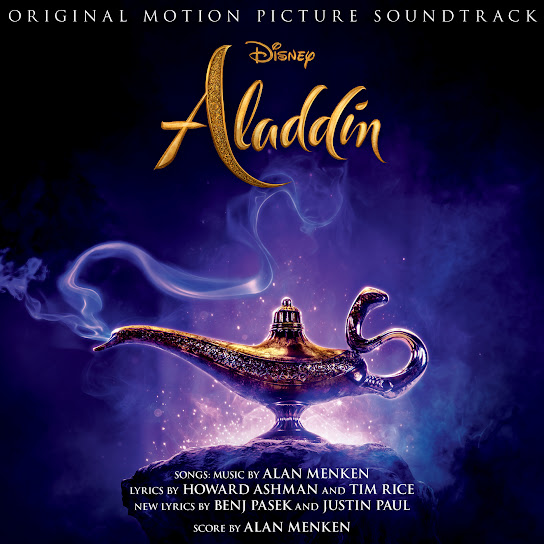 ORIGINAL MOTION PICTURE SOUNDTRACK
Disney
Aladdin
SONGS: MUSIC BY ALAN MENKEN
LYRICS BY HOWARD ASHMAN AND TIM RICE
NEW LYRICS BY BENJ PASEK AND JUSTIN PAUL
SCORE BY ALAN MENKEN